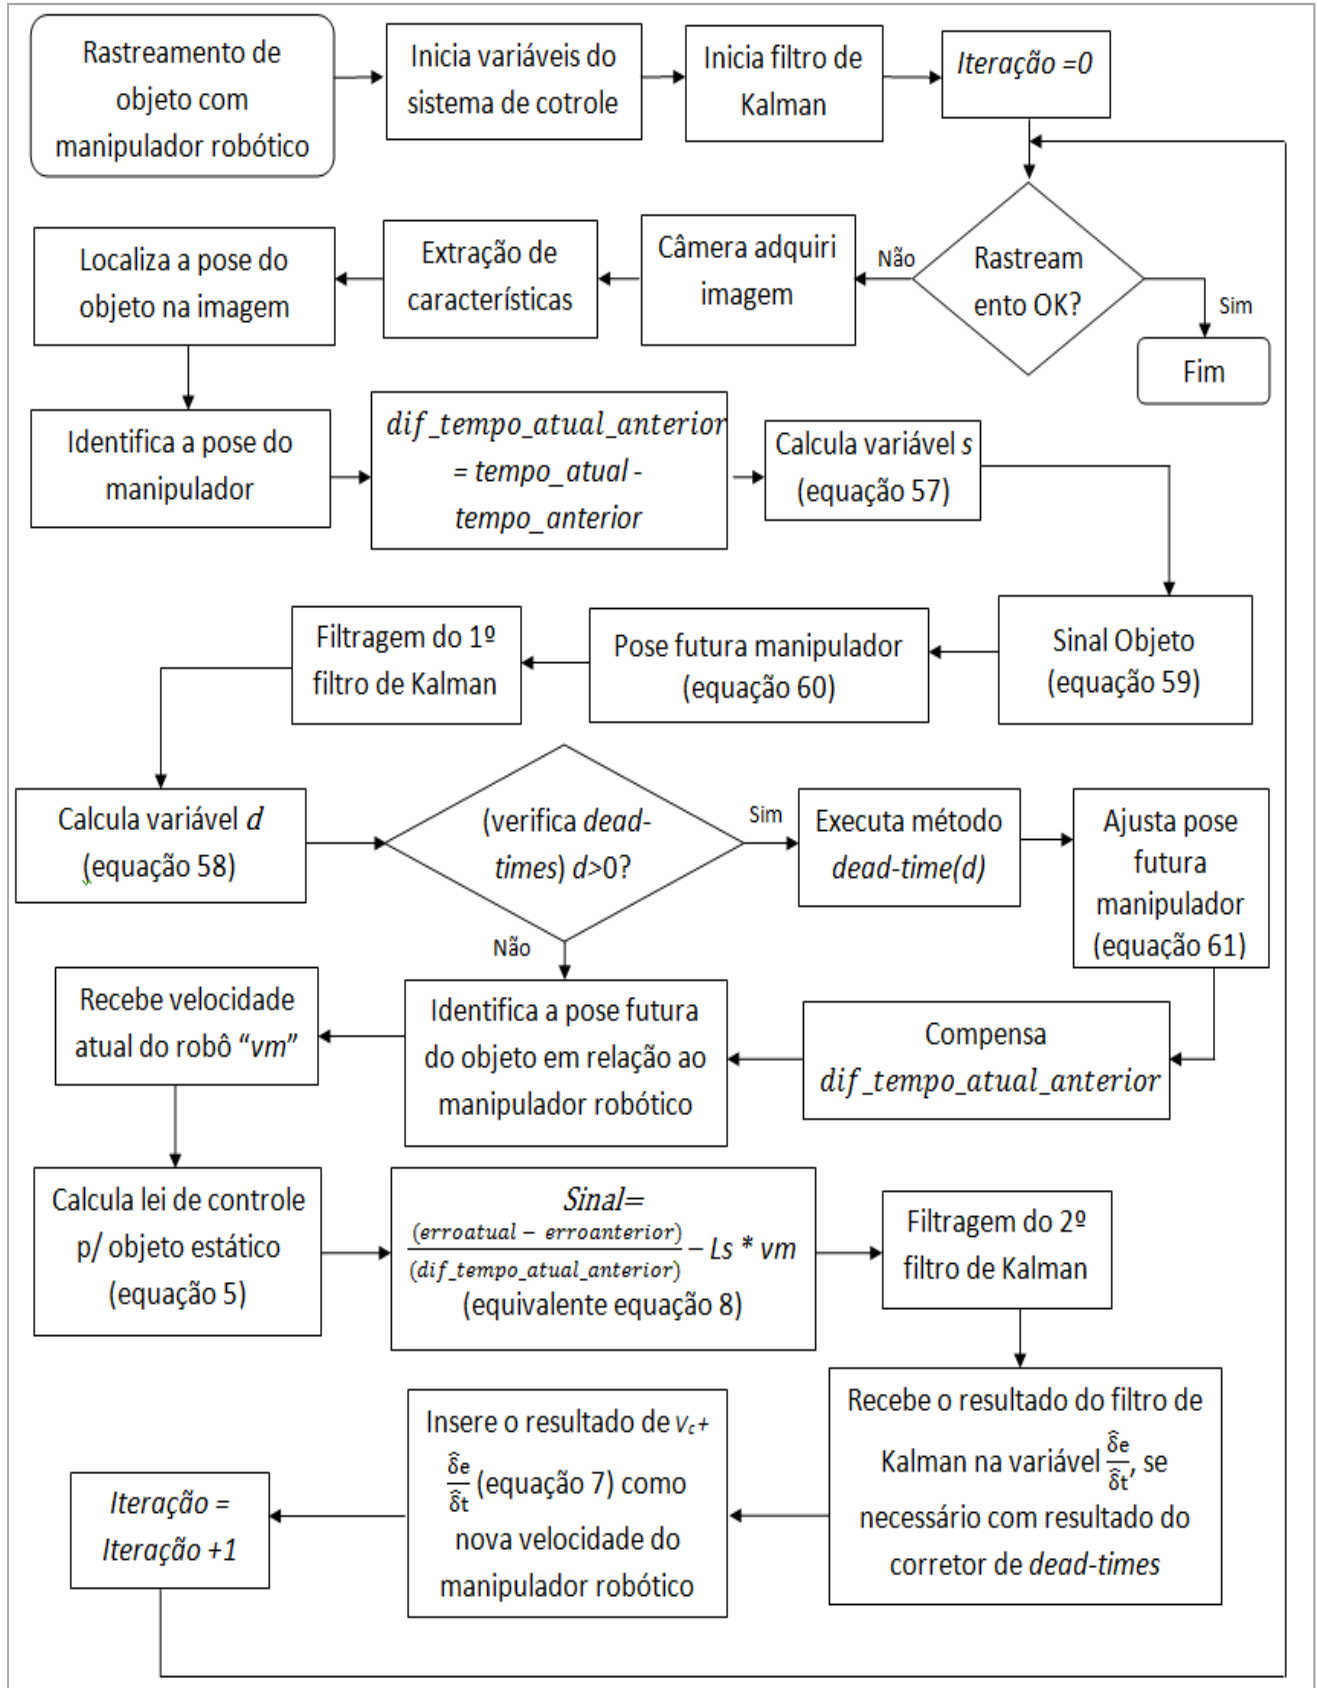 Rastreamento de
objeto com
manipulador robótico
Inicia variáveis do
sistema de cotrole
Inicia filtro de
Kalman
Iteração =0
Rastream
ento OK?
Não
Sim
Fim
Câmera adquiri
imagem
Extração de
características
Localiza a pose do
objeto na imagem
Identifica a pose do
manipulador
dif_tempo_atual_anterior
= tempo_atual -
tempo_anterior
Calcula variável s
(equação 57)
Sinal Objeto
(equação 59)
Pose futura manipulador
(equação 60)
Filtragem do 1º
filtro de Kalman
Calcula variável d
(equação 58)
(verifica dead-
times) d>0?
Sim
Não
Executa método
dead-time(d)
Ajusta pose
futura
manipulador
(equação 61)
Compensa
dif_tempo_atual_anterior
Identifica a pose futura
do objeto em relação ao
manipulador robótico
Recebe velocidade
atual do robô “vm”
Calcula lei de controle
p/ objeto estático
(equação 5)
Sinal=
(erroatual − erroanterior)
(dif_tempo_atual_anterior)
− Ls * vm
(equivalente equação 8)
Filtragem do 2º
filtro de Kalman
Recebe o resultado do filtro de
Kalman na variável δ̂e/δ̂t, se
necessário com resultado do
corretor de dead-times
Insere o resultado de Vc+
δ̂e/δ̂t (equação 7) como
nova velocidade do
manipulador robótico
Iteração =
Iteração +1